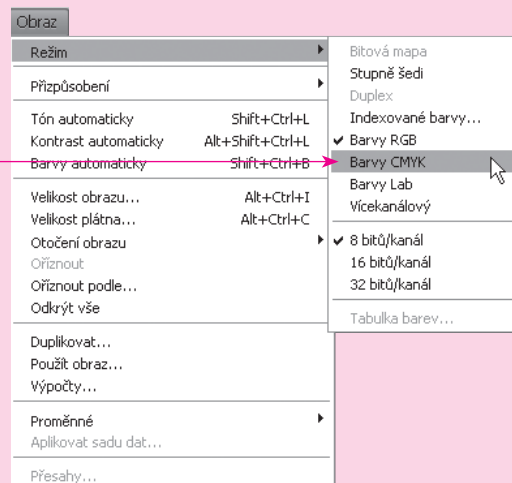 Obraz
Režim
Přizpůsobení
Tón automaticky Shift+Ctrl+L
Kontrast automaticky Alt+Shift+Ctrl+L
Barvy automaticky Shift+Ctrl+B
Velikost obrazu... Alt+Ctrl+I
Velikost plátna... Alt+Ctrl+C
Otočení obrazu
Oříznout
Oříznout podle...
Odkrýt vše
Duplikovat...
Použít obraz...
Výpočty...
Proměnné
Aplikovat sadu dat...
Přesahy...
Bitová mapa
Stupně šedi
Duplex
Indexované barvy...
Barvy RGB
Barvy CMYK
Barvy Lab
Vícekanálový
8 bitů/kanál
16 bitů/kanál
32 bitů/kanál
Tabulka barev...